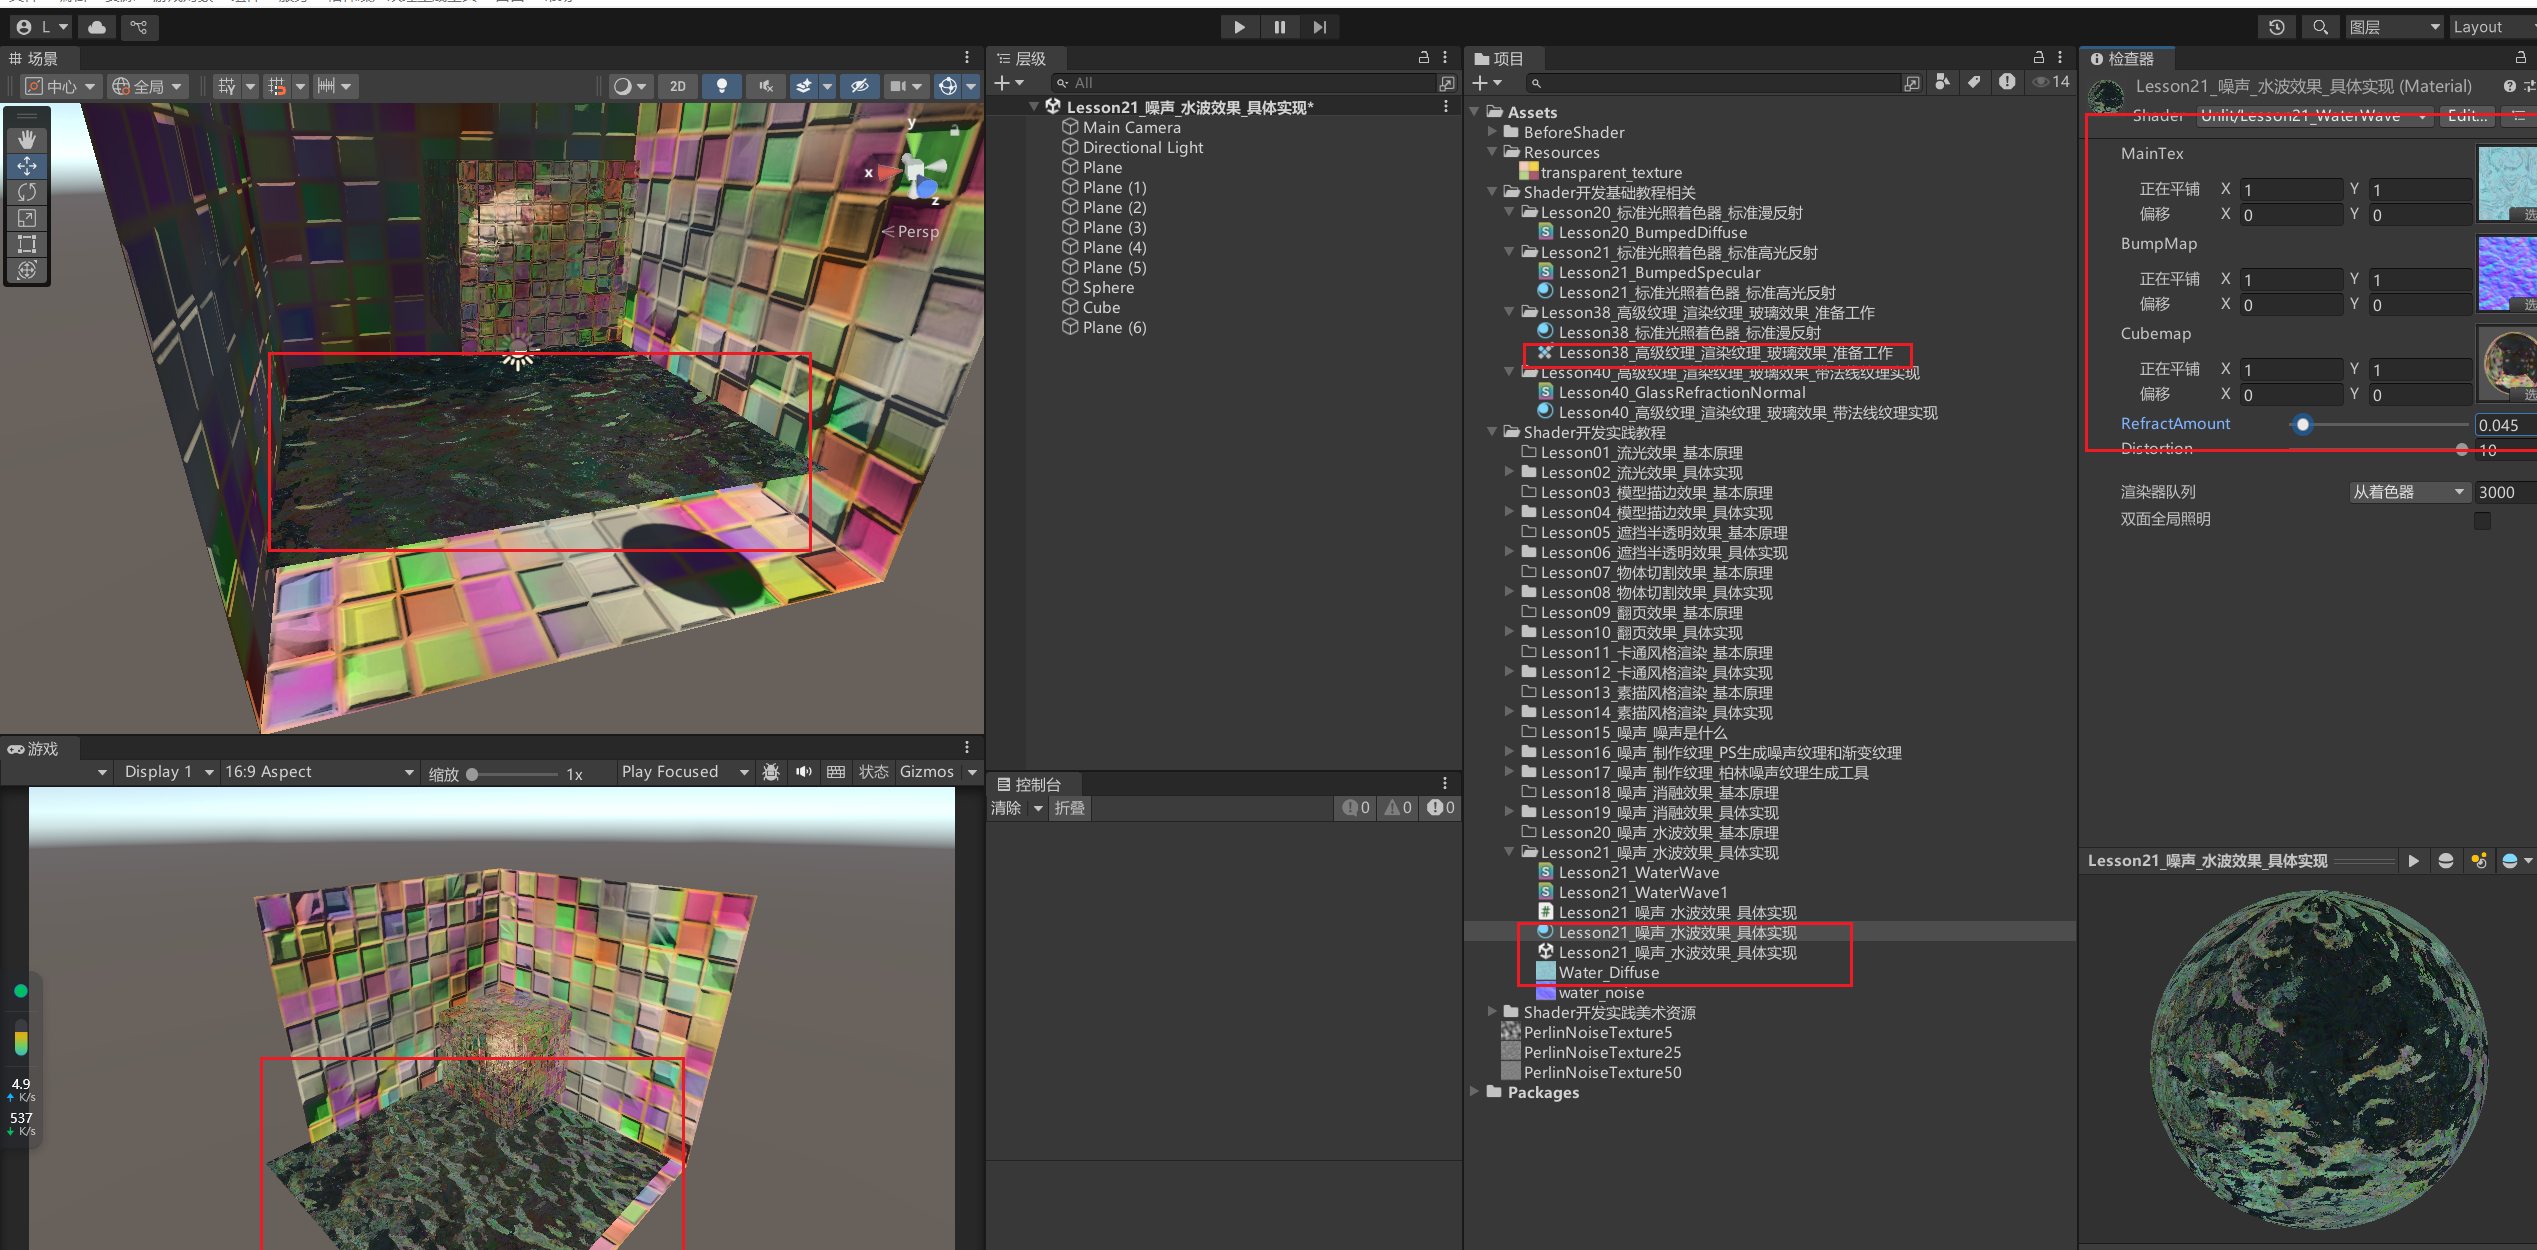 L
图层
Layout
场景
中心
全局
2D
y
x
z
Persp
游戏
Display 1
16:9 Aspect
缩放
1x
Play Focused
状态
Gizmos
4.9
K/s
537
K/s
层级
All
Lesson21_噪声_水波效果_具体实现*
Main Camera
Directional Light
Plane
Plane (1)
Plane (2)
Plane (3)
Plane (4)
Plane (5)
Sphere
Cube
Plane (6)
控制台
清除
折叠
0
0
0
项目
14
Assets
BeforeShader
Resources
transparent_texture
Shader开发基础教程相关
Lesson20_标准光照着色器_标准漫反射
Lesson20_BumpedDiffuse
Lesson21_标准光照着色器_标准高光反射
Lesson21_BumpedSpecular
Lesson21_标准光照着色器_标准高光反射
Lesson38_高级纹理_渲染纹理_玻璃效果_准备工作
Lesson38_标准光照着色器_标准漫反射
Lesson38_高级纹理_渲染纹理_玻璃效果_准备工作
Lesson40_高级纹理_渲染纹理_玻璃效果_带法线纹理实现
Lesson40_GlassRefractionNormal
Lesson40_高级纹理_渲染纹理_玻璃效果_带法线纹理实现
Shader开发实践教程
Lesson01_流光效果_基本原理
Lesson02_流光效果_具体实现
Lesson03_模型描边效果_基本原理
Lesson04_模型描边效果_具体实现
Lesson05_遮挡半透明效果_基本原理
Lesson06_遮挡半透明效果_具体实现
Lesson07_物体切割效果_基本原理
Lesson08_物体切割效果_具体实现
Lesson09_翻页效果_基本原理
Lesson10_翻页效果_具体实现
Lesson11_卡通风格渲染_基本原理
Lesson12_卡通风格渲染_具体实现
Lesson13_素描风格渲染_基本原理
Lesson14_素描风格渲染_具体实现
Lesson15_噪声_噪声是什么
Lesson16_噪声_制作纹理_PS生成噪声纹理和渐变纹理
Lesson17_噪声_制作纹理_柏林噪声纹理生成工具
Lesson18_噪声_消融效果_基本原理
Lesson19_噪声_消融效果_具体实现
Lesson20_噪声_水波效果_基本原理
Lesson21_噪声_水波效果_具体实现
Lesson21_WaterWave
Lesson21_WaterWave1
Lesson21_噪声_水波效果_具体实现
Lesson21_噪声_水波效果_具体实现
Lesson21_噪声_水波效果_具体实现
Water_Diffuse
water_noise
Shader开发实践美术资源
PerlinNoiseTexture5
PerlinNoiseTexture25
PerlinNoiseTexture50
Packages
检查器
Lesson21_噪声_水波效果_具体实现 (Material)
Shader Unlit/Lesson21_WaterWave Edit...
MainTex
正在平铺 X 1 Y 1
偏移 X 0 Y 0
选
BumpMap
正在平铺 X 1 Y 1
偏移 X 0 Y 0
选
Cubemap
正在平铺 X 1 Y 1
偏移 X 0 Y 0
选
RefractAmount 0.045
Distortion 10
渲染器队列 从着色器 3000
双面全局照明
Lesson21_噪声_水波效果_具体实现